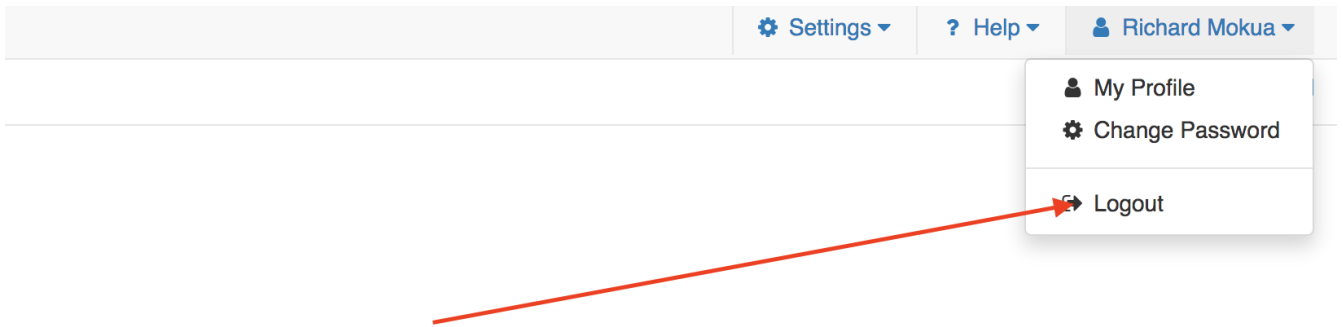 Settings
? Help
Richard Mokua
My Profile
Change Password
Logout